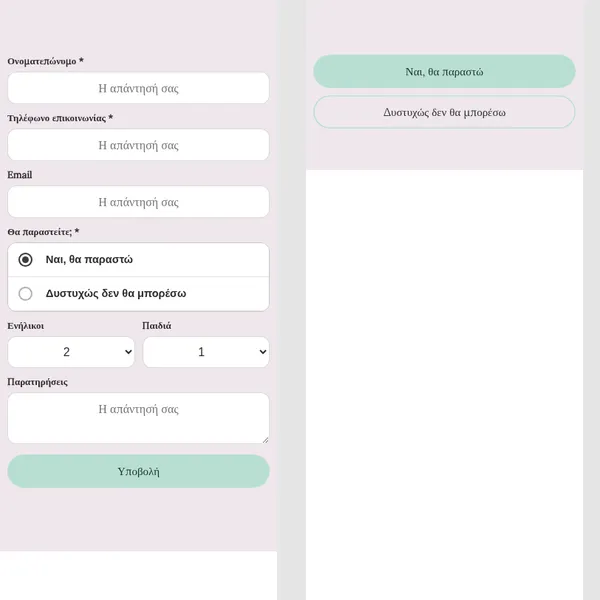 Ονοματεπώνυμο *
Η απάντησή σας
Τηλέφωνο επικοινωνίας *
Η απάντησή σας
Email
Η απάντησή σας
Θα παραστείτε; *
Ναι, θα παραστώ
Δυστυχώς δεν θα μπορέσω
Ενήλικοι Παιδιά
2 1
Παρατηρήσεις
Η απάντησή σας
Υποβολή
Ναι, θα παραστώ
Δυστυχώς δεν θα μπορέσω